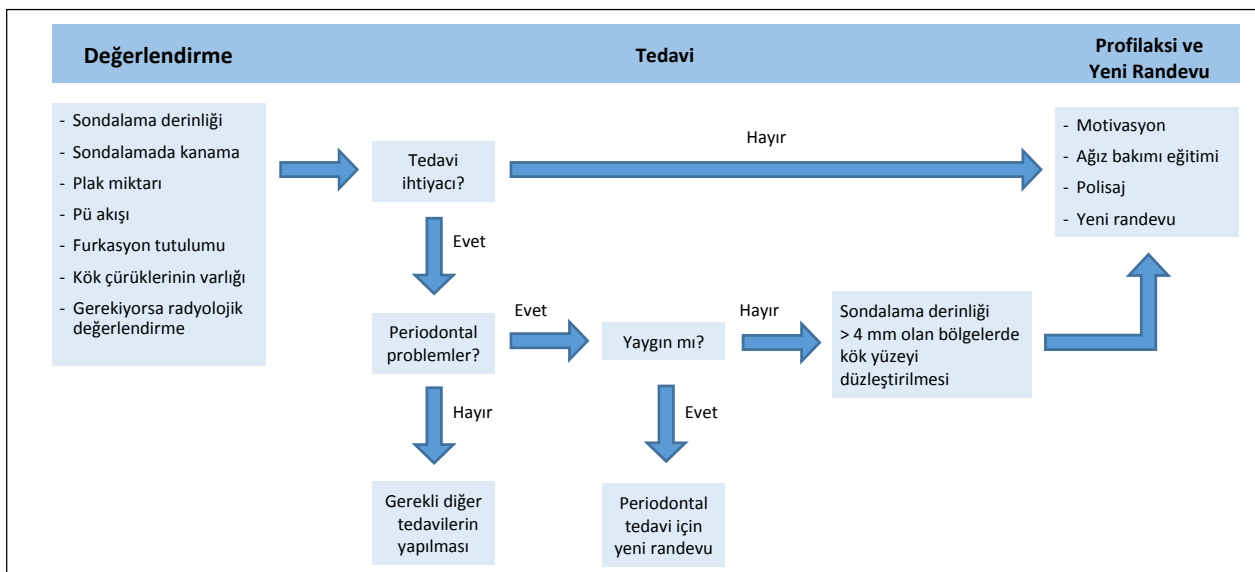 Değerlendirme
Tedavi
Profilaksi ve
Yeni Randevu
- Sondalama derinliği
- Sondalamada kanama
- Plak miktarı
- Pü akışı
- Furkasyon tutulumu
- Kök çürüklerinin varlığı
- Gerekiyorsa radyolojik
değerlendirme
Tedavi
ihtiyacı?
Hayır
- Motivasyon
- Ağız bakımı eğitimi
- Polisaj
- Yeni randevu
Evet
Periodontal
problemler?
Evet
Yaygın mı?
Hayır
Sondalama derinliği
> 4 mm olan bölgelerde
kök yüzeyi
düzleştirilmesi
Hayır
Evet
Gerekli diğer
tedavilerin
yapılması
Periodontal
tedavi için
yeni randevu